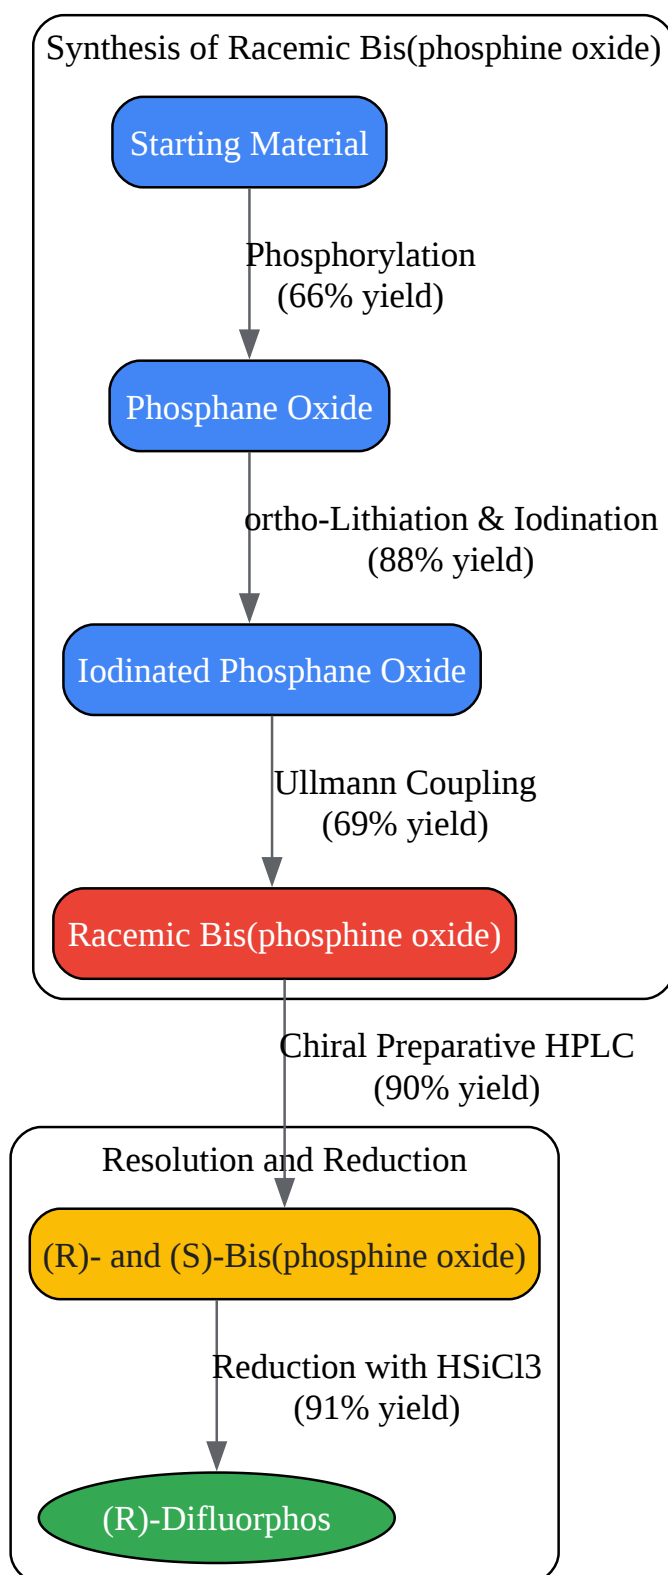 Synthesis of Racemic Bis(phosphine oxide)
Starting Material
Phosphorylation
(66% yield)
Phosphane Oxide
ortho-Lithiation & Iodination
(88% yield)
Iodinated Phosphane Oxide
Ullmann Coupling
(69% yield)
Racemic Bis(phosphine oxide)
Chiral Preparative HPLC
(90% yield)
Resolution and Reduction
(R)- and (S)-Bis(phosphine oxide)
Reduction with HSiCl3
(91% yield)
(R)-Difluorphos